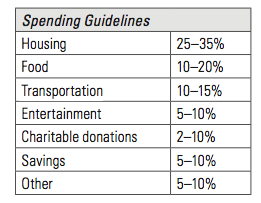 Spending Guidelines
Housing 25–35%
Food 10–20%
Transportation 10–15%
Entertainment 5–10%
Charitable donations 2–10%
Savings 5–10%
Other 5–10%